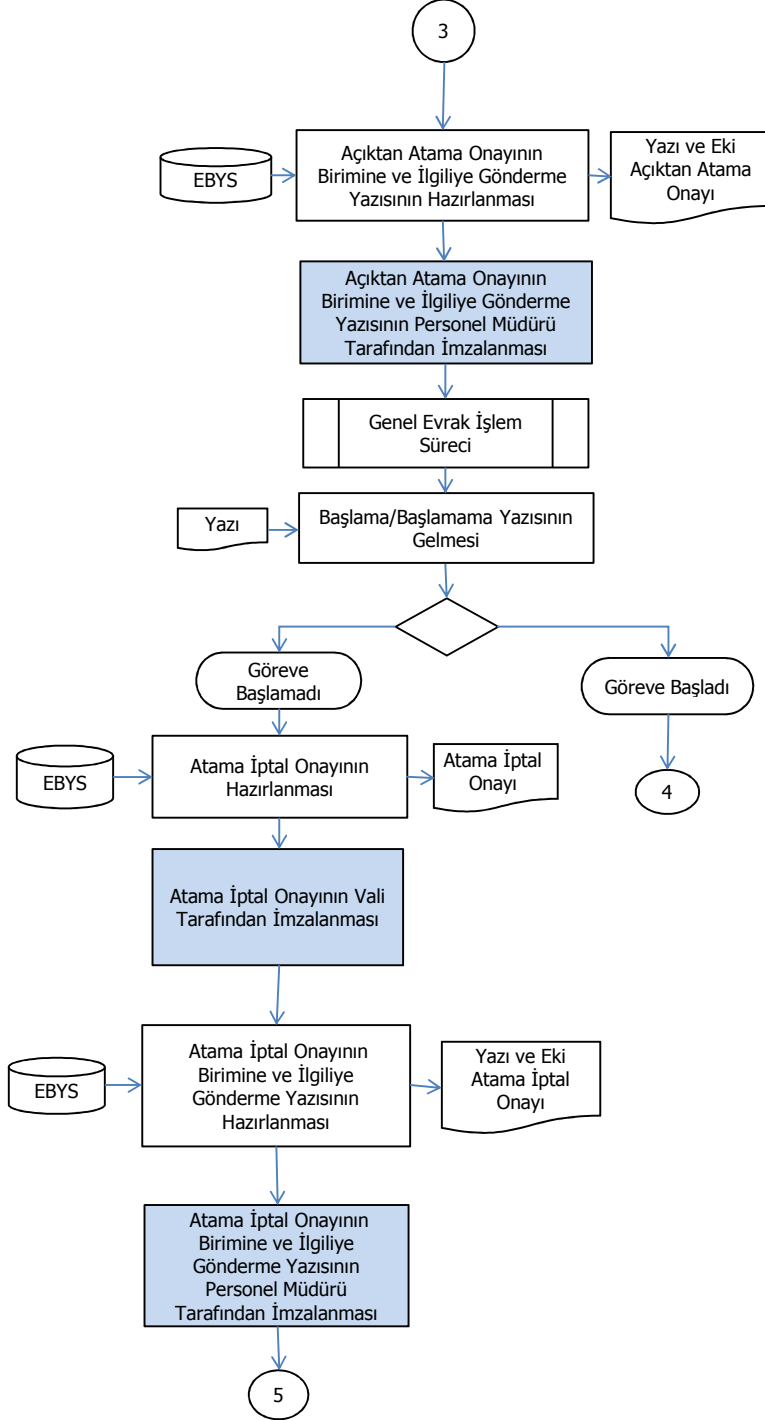 3
EBYS
Açıktan Atama Onayının
Birimine ve İlgiliye Gönderme
Yazısının Hazırlanması
Yazı ve Eki
Açıktan Atama
Onayı
Açıktan Atama Onayının
Birimine ve İlgiliye Gönderme
Yazısının Personel Müdürü
Tarafından İmzalanması
Genel Evrak İşlem
Süreci
Yazı
Başlama/Başlamama Yazısının
Gelmesi
Göreve
Başlamadı
Göreve Başladı
EBYS
Atama İptal Onayının
Hazırlanması
Atama İptal
Onayı
4
Atama İptal Onayının Vali
Tarafından İmzalanması
EBYS
Atama İptal Onayının
Birimine ve İlgiliye
Gönderme Yazısının
Hazırlanması
Yazı ve Eki
Atama İptal
Onayı
Atama İptal Onayının
Birimine ve İlgiliye
Gönderme Yazısının
Personel Müdürü
Tarafından İmzalanması
5